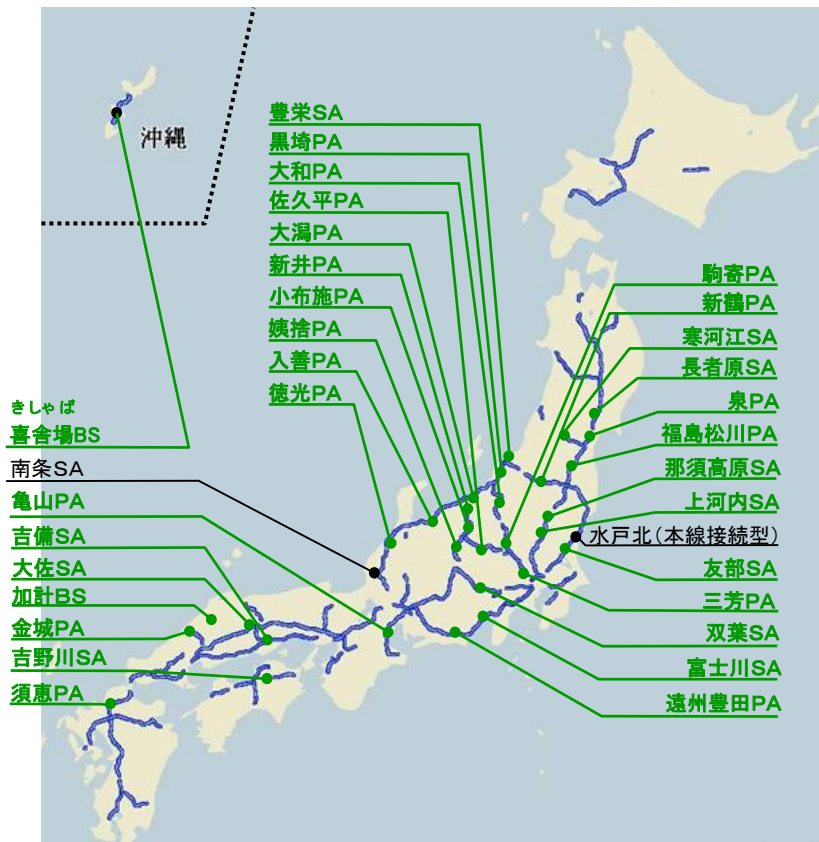 沖縄
豊栄SA
黒埼PA
大和PA
佐久平PA
大潟PA
新井PA
小布施PA
姨捨PA
入善PA
徳光PA
きしゃば
喜舎場BS
南条SA
亀山PA
吉備SA
大佐SA
加計BS
金城PA
吉野川SA
須恵PA
駒寄PA
新鶴PA
寒河江SA
長者原SA
泉PA
福島松川PA
那須高原SA
上河内SA
水戸北(本線接続型)
友部SA
三芳PA
双葉SA
富士川SA
遠州豊田PA